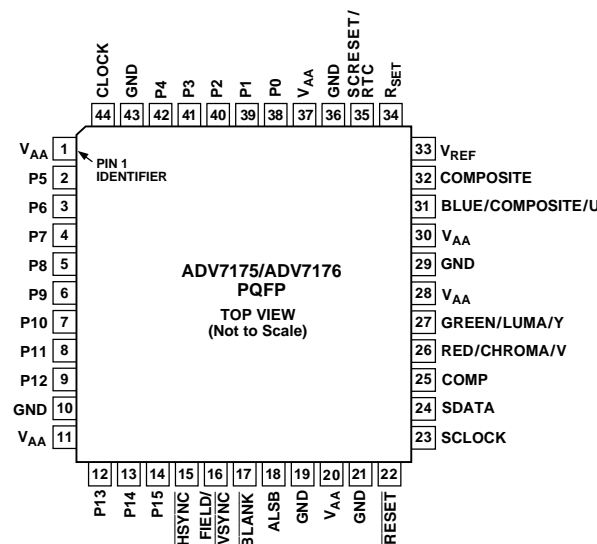 CLOCK
GND
P4
P3
P2
P1
P0
VAA
GND
SCRESET/
RTC
RSET
44 43 42 41 40 39 38 37 36 35 34
VAA 1
P5 2
P6 3
P7 4
P8 5
P9 6
P10 7
P11 8
P12 9
GND 10
VAA 11
PIN 1
IDENTIFIER
ADV7175/ADV7176
PQFP
TOP VIEW
(Not to Scale)
33 VREF
32 COMPOSITE
31 BLUE/COMPOSITE/U
30 VAA
29 GND
28 VAA
27 GREEN/LUMA/Y
26 RED/CHROMA/V
25 COMP
24 SDATA
23 SCLOCK
12 13 14 15 16 17 18 19 20 21 22
P13
P14
P15
HSYNC
FIELD/
VSYNC
BLANK
ALSB
GND
VAA
GND
RESET